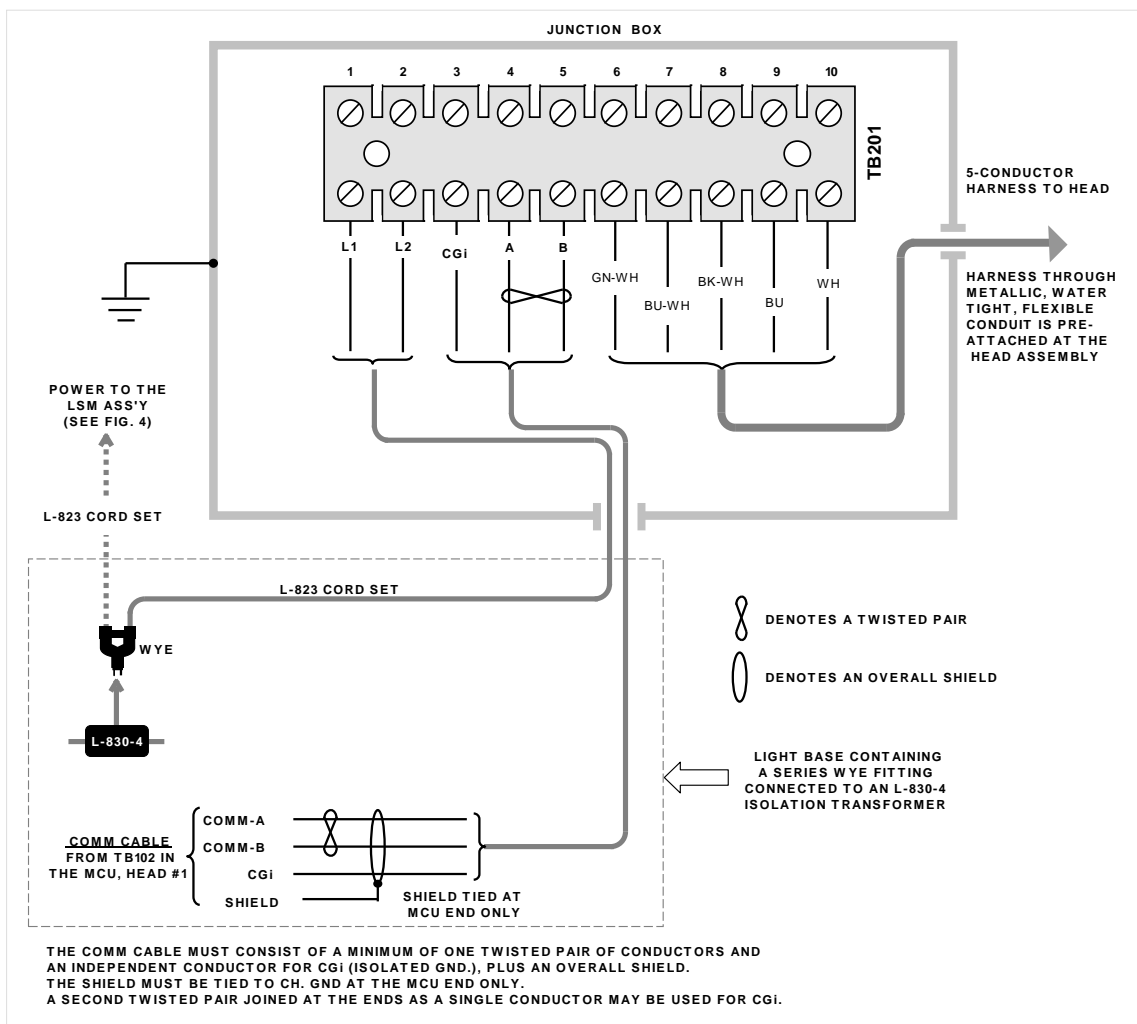 JUNCTION BOX
1 2 3 4 5 6 7 8 9 10
TB201
5-CONDUCTOR
HARNESS TO HEAD
L1
L2
CGi
A
B
GN-WH
BU-WH
BK-WH
BU
WH
HARNESS THROUGH
METALLIC, WATER
TIGHT, FLEXIBLE
CONDUIT IS PRE-
ATTACHED AT THE
HEAD ASSEMBLY
POWER TO THE
LSM ASS'Y
(SEE FIG. 4)
L-823 CORD SET
L-823 CORD SET
WYE
L-830-4
DENOTES A TWISTED PAIR
DENOTES AN OVERALL SHIELD
LIGHT BASE CONTAINING
A SERIES WYE FITTING
CONNECTED TO AN L-830-4
ISOLATION TRANSFORMER
COMM CABLE
FROM TB102 IN
THE MCU, HEAD #1
COMM-A
COMM-B
CGi
SHIELD
SHIELD TIED AT
MCU END ONLY
THE COMM CABLE MUST CONSIST OF A MINIMUM OF ONE TWISTED PAIR OF CONDUCTORS AND
AN INDEPENDENT CONDUCTOR FOR CGi (ISOLATED GND.), PLUS AN OVERALL SHIELD.
THE SHIELD MUST BE TIED TO CH. GND AT THE MCU END ONLY.
A SECOND TWISTED PAIR JOINED AT THE ENDS AS A SINGLE CONDUCTOR MAY BE USED FOR CGi.